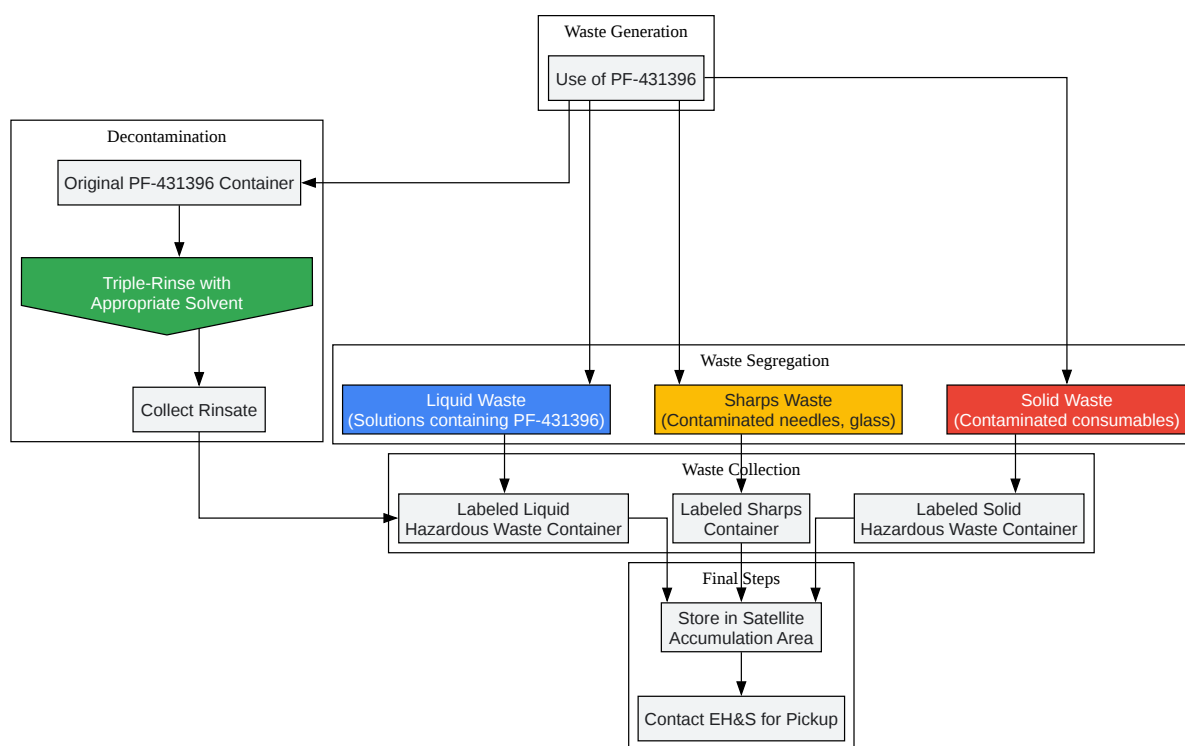 Waste Generation
Use of PF-431396
Decontamination
Original PF-431396 Container
Triple-Rinse with
Appropriate Solvent
Collect Rinsate
Waste Segregation
Liquid Waste
(Solutions containing PF-431396)
Sharps Waste
(Contaminated needles, glass)
Solid Waste
(Contaminated consumables)
Waste Collection
Labeled Liquid
Hazardous Waste Container
Labeled Sharps
Container
Labeled Solid
Hazardous Waste Container
Final Steps
Store in Satellite
Accumulation Area
Contact EH&S for Pickup